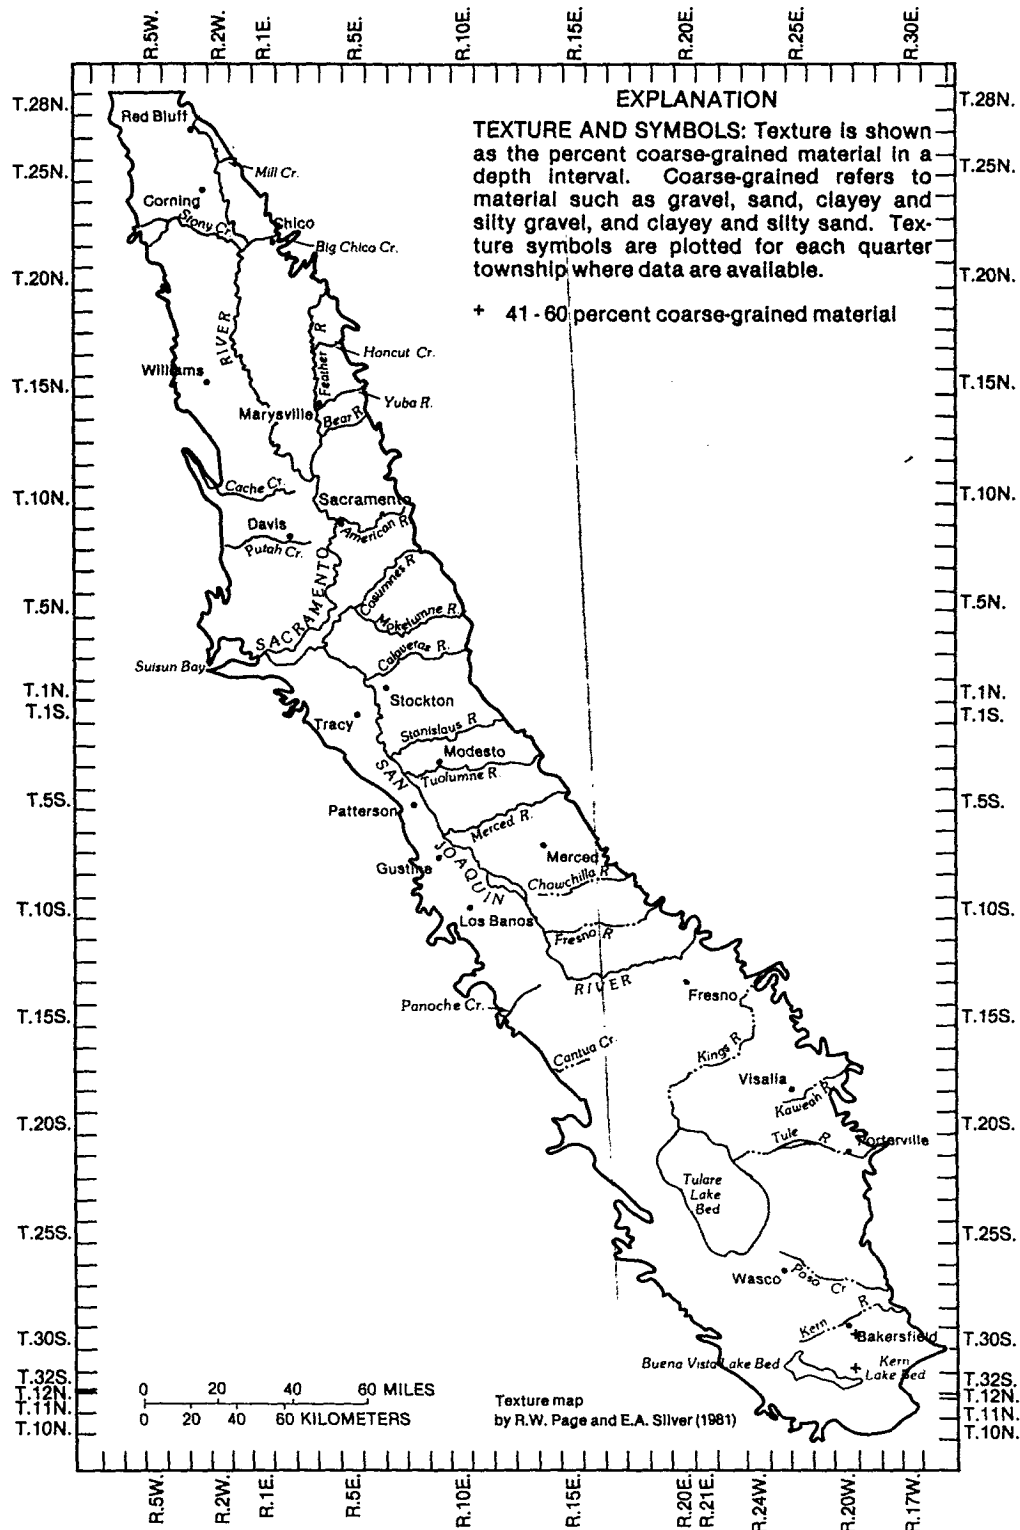 R.5W. R.2W. R.1E. R.5E. R.10E. R.15E. R.20E. R.25E. R.30E.
T.28N. T.28N.
EXPLANATION
TEXTURE AND SYMBOLS: Texture is shown
as the percent coarse-grained material in a
depth interval. Coarse-grained refers to
material such as gravel, sand, clayey and
silty gravel, and clayey and silty sand. Tex-
ture symbols are plotted for each quarter
township where data are available.
+ 41 - 60 percent coarse-grained material
Red Bluff
T.25N. T.25N.
Mill Cr.
Corning
Stony Cr.
Chico
Big Chico Cr.
T.20N. T.20N.
RIVER
Feather R
Honcut Cr.
Williams
T.15N. T.15N.
Yuba R.
Marysville
Bear R.
Cache Cr.
T.10N. T.10N.
Sacramento
American R.
Davis
Putah Cr.
SACRAMENTO
Cosumnes R
T.5N. T.5N.
Mokelumne R.
Calaveras R.
Suisun Bay
T.1N. T.1N.
T.1S. T.1S.
Stockton
Tracy
Stanislaus R
Modesto
SAN
Tuolumne R.
T.5S. T.5S.
Patterson
Merced R.
JOAQUIN
Merced
Gustine
Chowchilla R
T.10S. T.10S.
Los Banos
Fresno R
RIVER
Fresno
Panoche Cr.
T.15S. T.15S.
Cantua Cr.
Kings R
Visalia
Kaweah R
T.20S. T.20S.
Tule R
Porterville
Tulare
Lake
Bed
T.25S. T.25S.
Wasco
Poso Cr
Kern R
T.30S. T.30S.
Bakersfield
Buena Vista Lake Bed
Kern
Lake Bed
T.32S. T.32S.
T.12N. T.12N.
T.11N. T.11N.
T.10N. T.10N.
0 20 40 60 MILES
0 20 40 60 KILOMETERS
Texture map
by R.W. Page and E.A. Silver (1981)
R.5W. R.2W. R.1E. R.5E. R.10E. R.15E. R.20E. R.21E. R.24W. R.20W. R.17W.